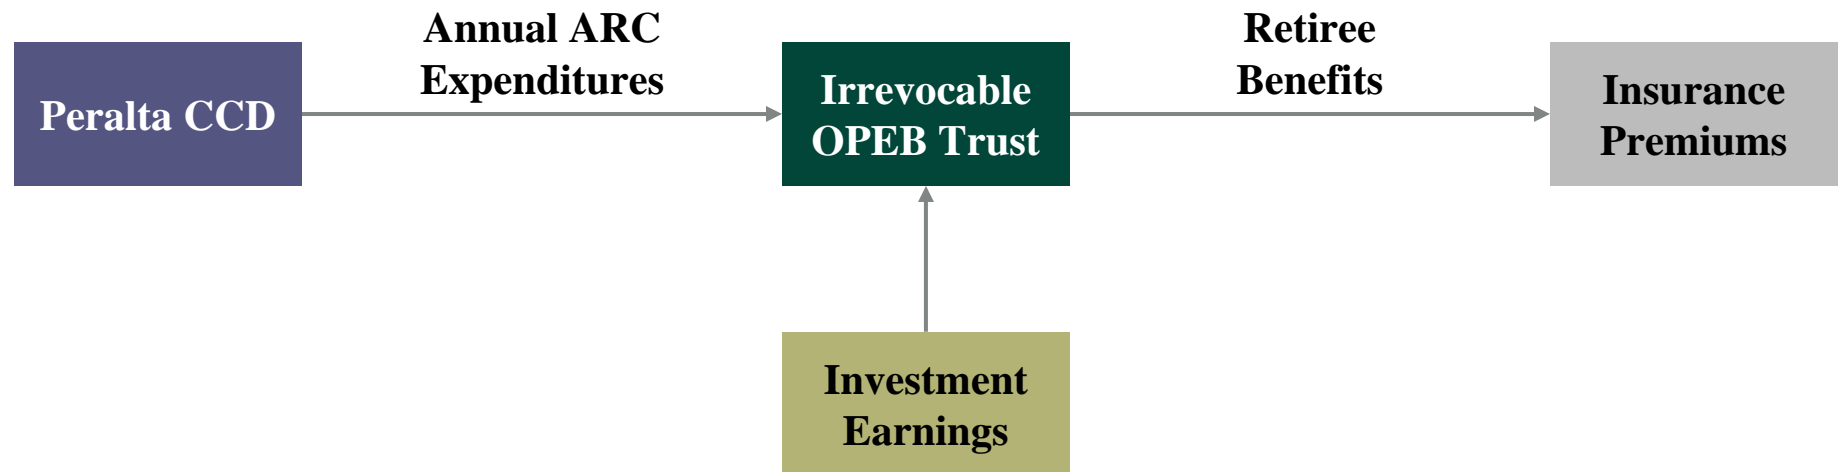 Peralta CCD
Annual ARC
Expenditures
Irrevocable
OPEB Trust
Retiree
Benefits
Insurance
Premiums
Investment
Earnings